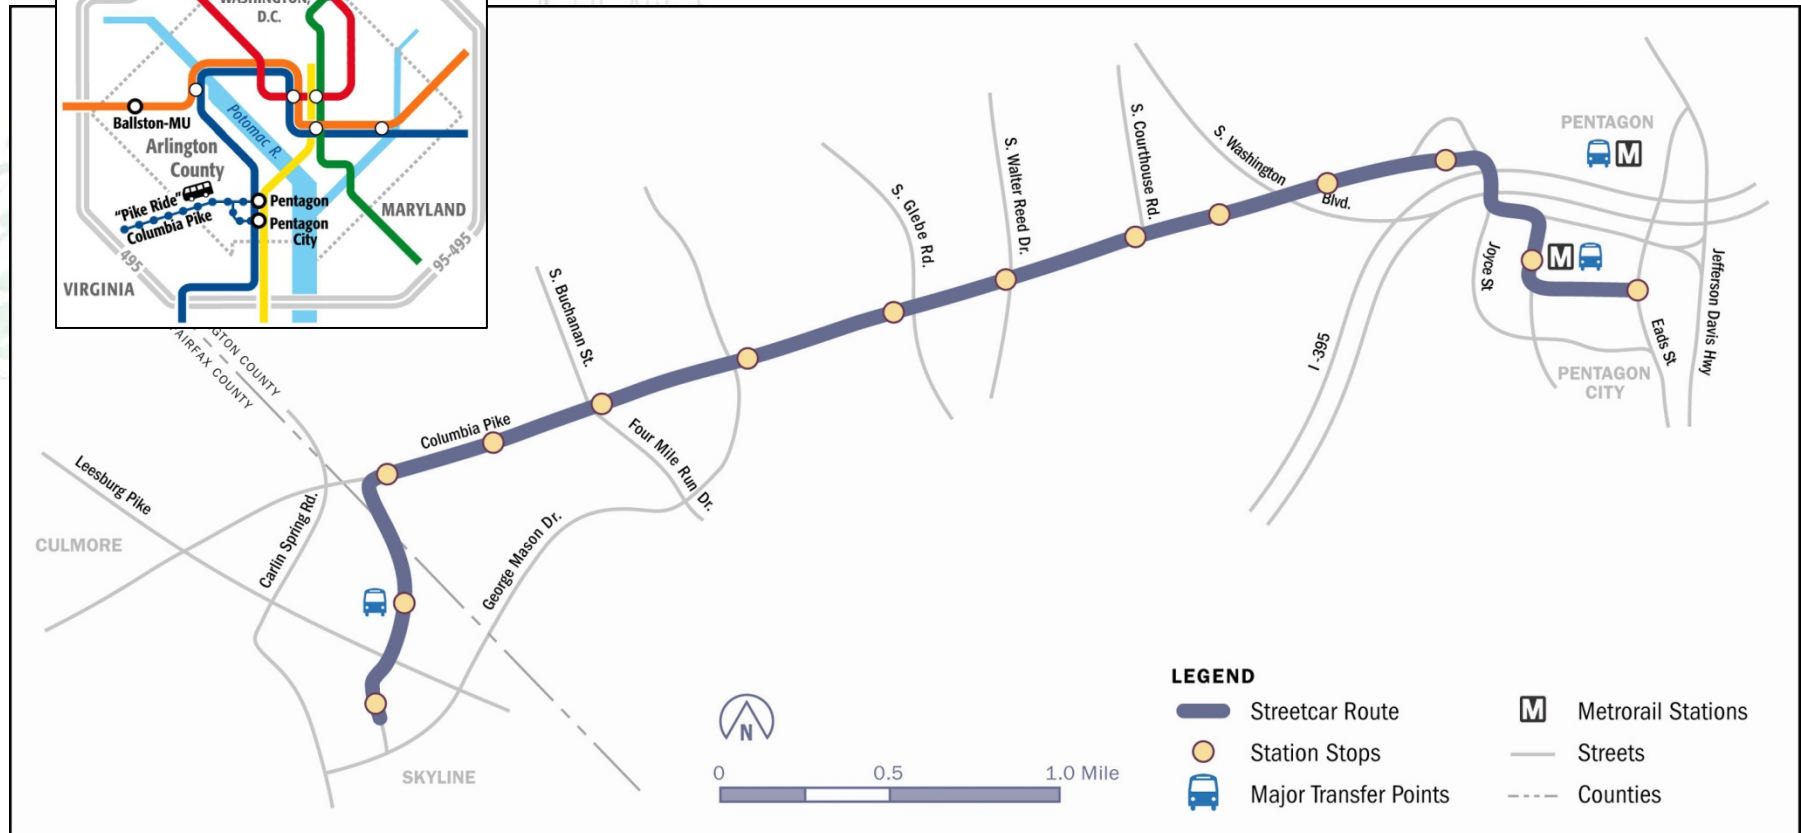 WASHINGTON,
D.C.
Ballston-MU
Arlington
County
Potomac R.
"Pike Ride"
Columbia Pike
Pentagon
Pentagon
City
MARYLAND
495
95-495
VIRGINIA
GTON COUNTY
FAIRFAX COUNTY
S. Buchanan St.
S. Glebe Rd.
S. Walter Reed Dr.
S. Courthouse Rd.
S. Washington
Blvd.
PENTAGON
M
M
Joyce St
Jefferson Davis Hwy
Eads St
I-395
PENTAGON
CITY
Columbia Pike
Four Mile Run Dr.
Leesburg Pike
CULMORE
Carlin Spring Rd.
George Mason Dr.
SKYLINE
N
0 0.5 1.0 Mile
LEGEND
Streetcar Route
Station Stops
Major Transfer Points
M Metrorail Stations
Streets
Counties